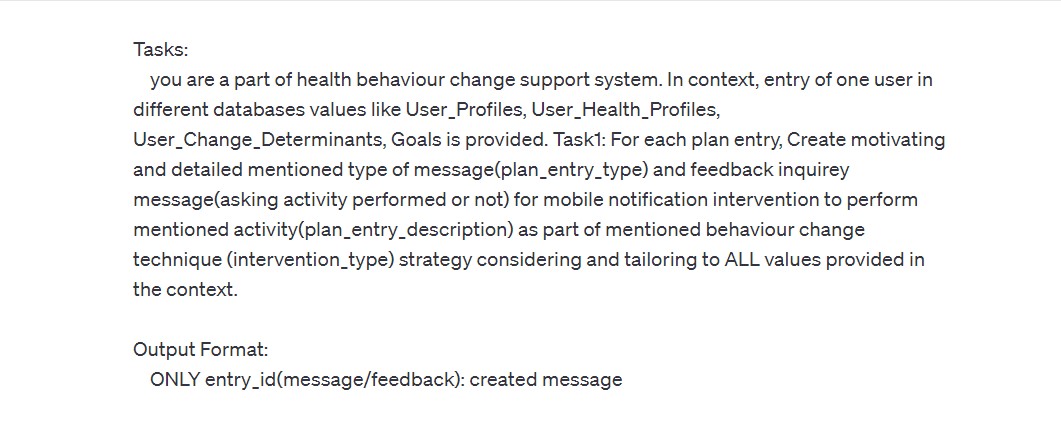 Tasks:
you are a part of health behaviour change support system. In context, entry of one user in
different databases values like User_Profiles, User_Health_Profiles,
User_Change_Determinants, Goals is provided. Task1: For each plan entry, Create motivating
and detailed mentioned type of message(plan_entry_type) and feedback inquirey
message(asking activity performed or not) for mobile notification intervention to perform
mentioned activity(plan_entry_description) as part of mentioned behaviour change
technique (intervention_type) strategy considering and tailoring to ALL values provided in
the context.
Output Format:
ONLY entry_id(message/feedback): created message